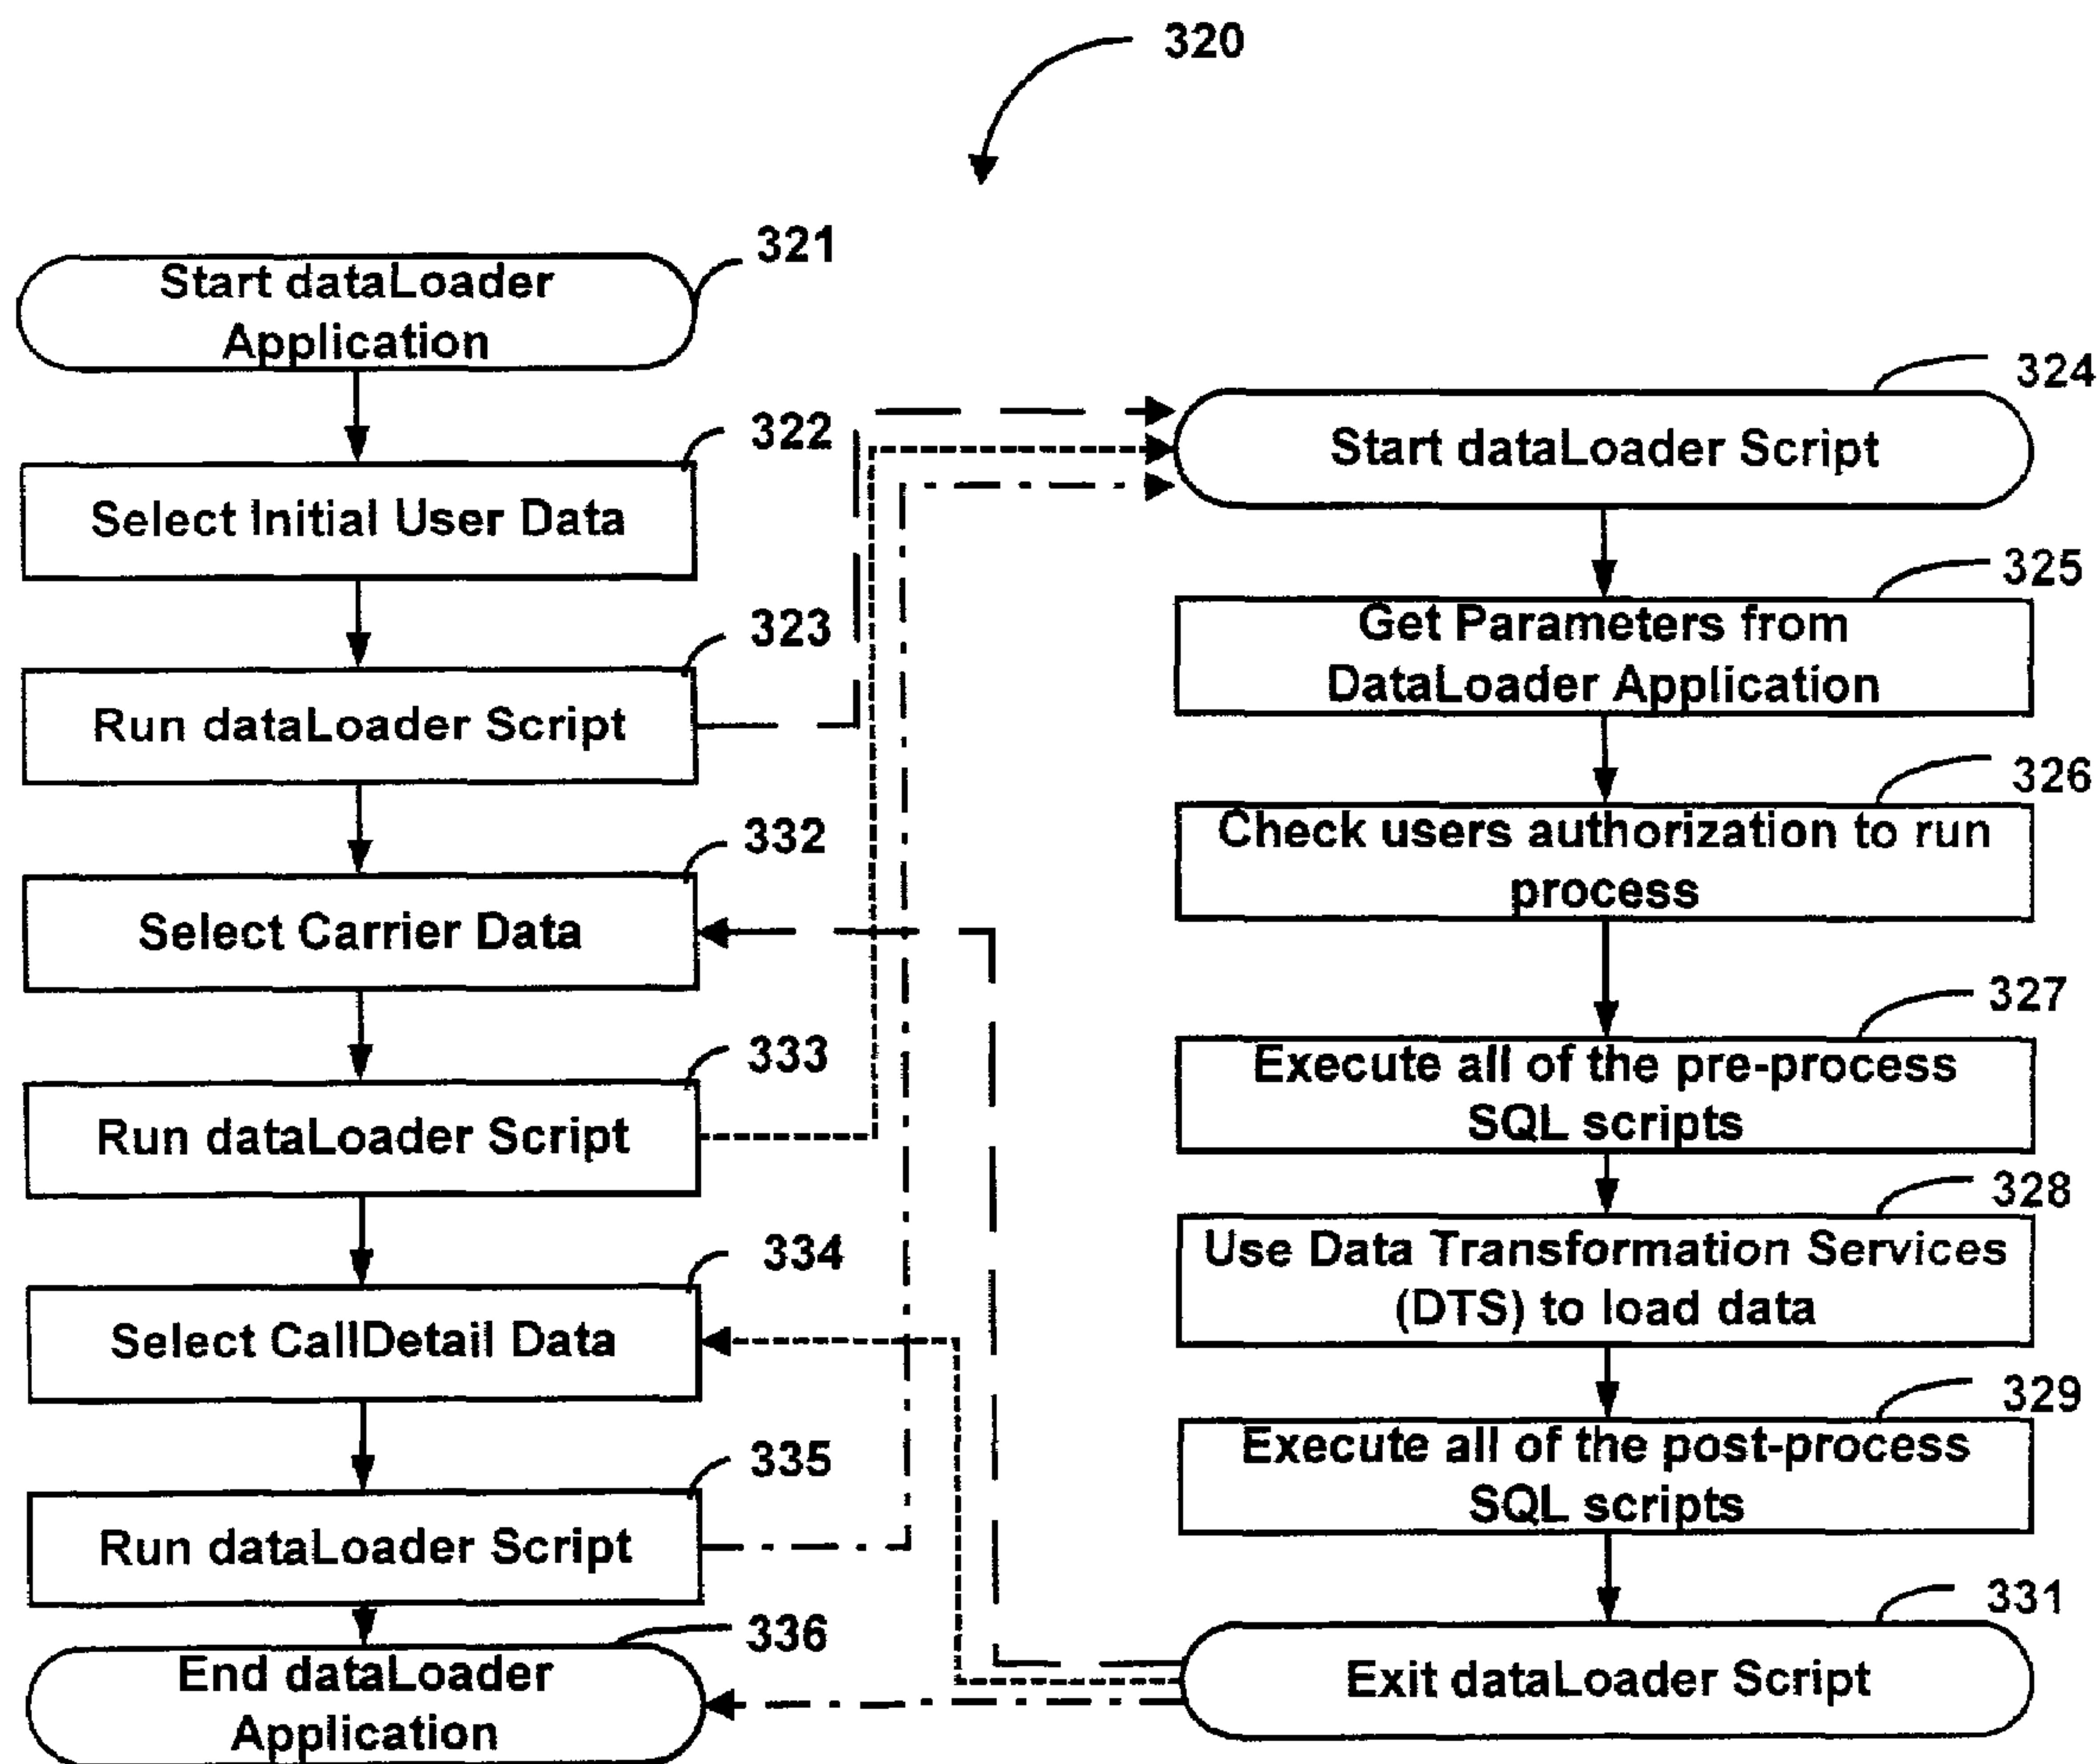 320
321
Start dataLoader
Application
322
Select Initial User Data
323
Run dataLoader Script
332
Select Carrier Data
333
Run dataLoader Script
334
Select CallDetail Data
335
Run dataLoader Script
336
End dataLoader
Application
324
Start dataLoader Script
325
Get Parameters from
DataLoader Application
326
Check users authorization to run
process
327
Execute all of the pre-process
SQL scripts
328
Use Data Transformation Services
(DTS) to load data
329
Execute all of the post-process
SQL scripts
331
Exit dataLoader Script